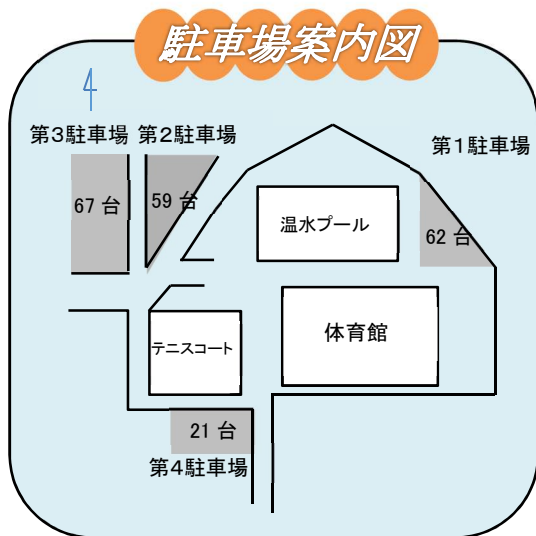 駐車場案内図
第3駐車場 第2駐車場
第1駐車場
67 台
59 台
温水プール
62 台
体育館
テニスコート
21 台
第4駐車場